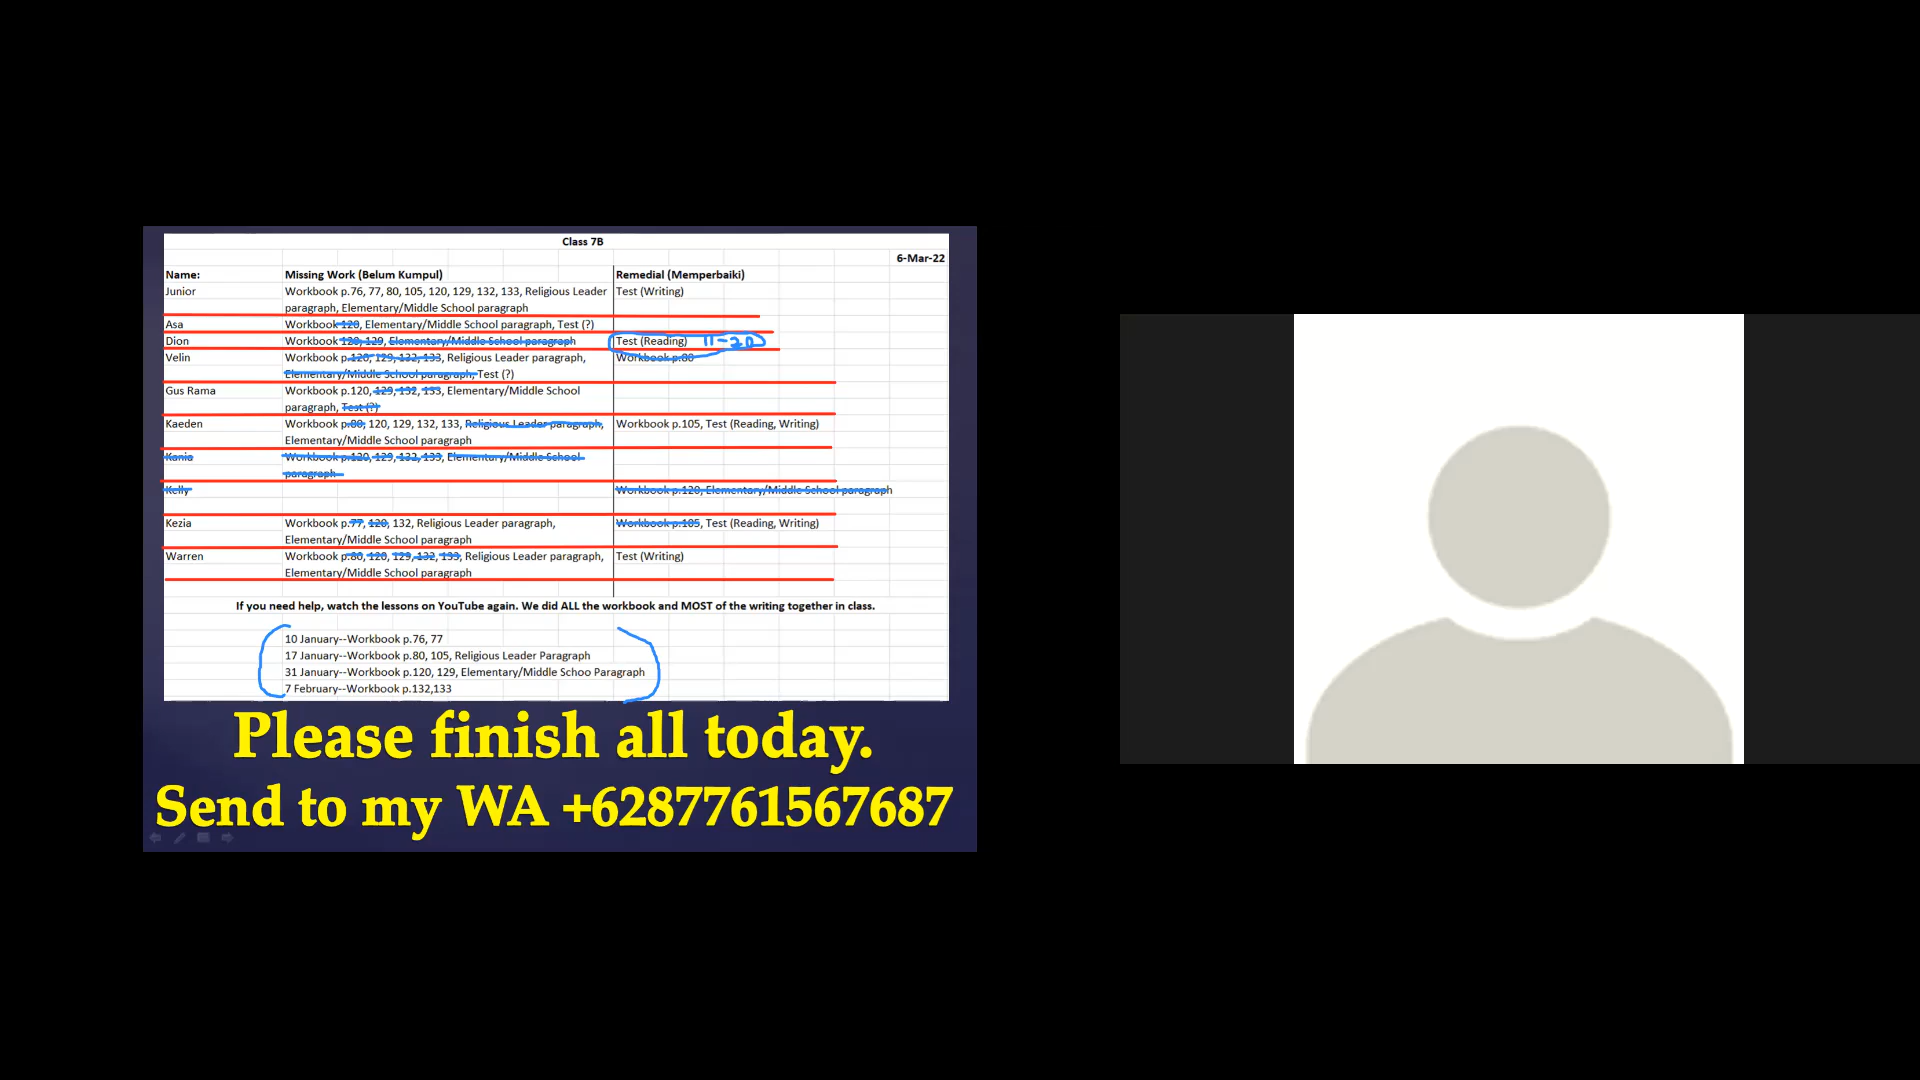 Class 7B
6-Mar-22
Name: Missing Work (Belum Kumpul) Remedial (Memperbaiki)
Junior Workbook p.76, 77, 80, 105, 120, 129, 132, 133, Religious Leader Test (Writing)
paragraph, Elementary/Middle School paragraph
Asa Workbook 120, Elementary/Middle School paragraph, Test (?)
Dion Workbook 120, 129, Elementary/Middle School paragraph Test (Reading) 11-20
Velin Workbook p.120, 129, 132, 133, Religious Leader paragraph, Workbook p.80
Elementary/Middle School paragraph, Test (?)
Gus Rama Workbook p.120, 129, 132, 133, Elementary/Middle School
paragraph, Test (?)
Kaeden Workbook p.80, 120, 129, 132, 133, Religious Leader paragraph, Workbook p.105, Test (Reading, Writing)
Elementary/Middle School paragraph
Kania Workbook p.120, 129, 132, 133, Elementary/Middle School
paragraph
Kelly Workbook p.120, Elementary/Middle School paragraph
Kezia Workbook p.77, 120, 132, Religious Leader paragraph, Workbook p.105, Test (Reading, Writing)
Elementary/Middle School paragraph
Warren Workbook p.80, 120, 129, 132, 133, Religious Leader paragraph, Test (Writing)
Elementary/Middle School paragraph
If you need help, watch the lessons on YouTube again. We did ALL the workbook and MOST of the writing together in class.
10 January--Workbook p.76, 77
17 January--Workbook p.80, 105, Religious Leader Paragraph
31 January--Workbook p.120, 129, Elementary/Middle Schoo Paragraph
7 February--Workbook p.132,133
Please finish all today.
Send to my WA +6287761567687